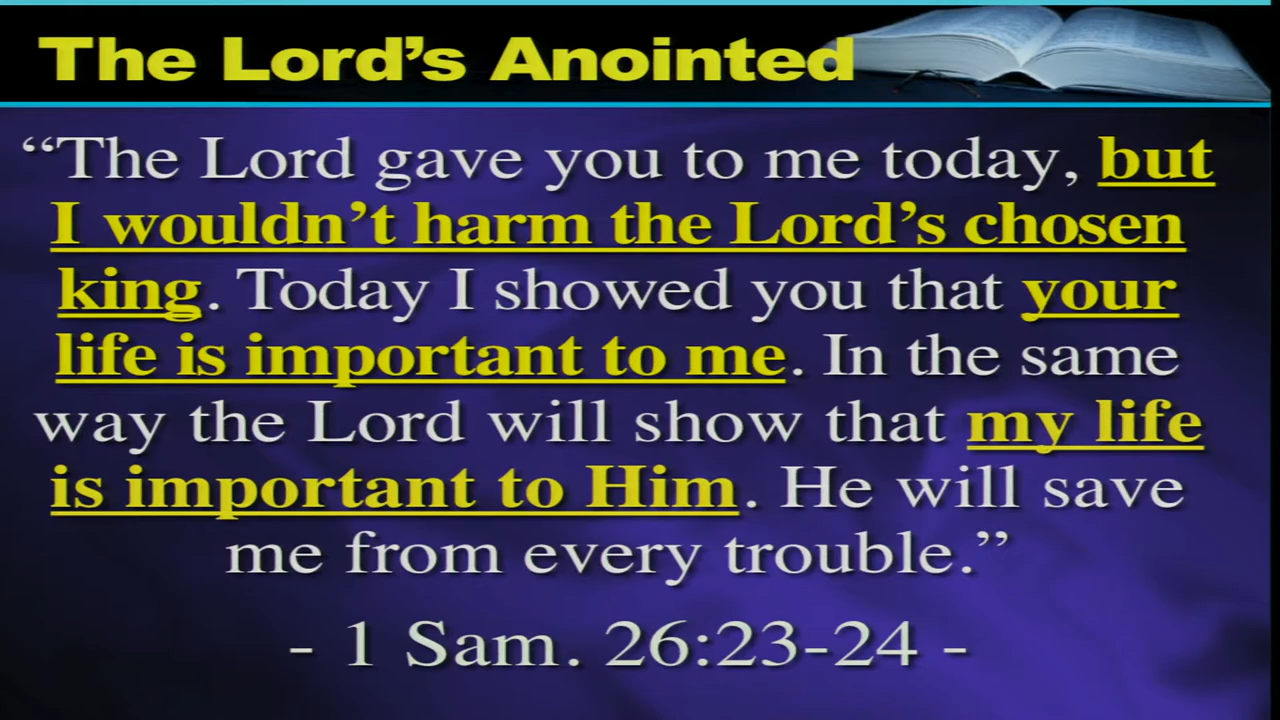 The Lord’s Anointed
“The Lord gave you to me today, but
I wouldn’t harm the Lord’s chosen
king. Today I showed you that your
life is important to me. In the same
way the Lord will show that my life
is important to Him. He will save
me from every trouble.”
- 1 Sam. 26:23-24 -